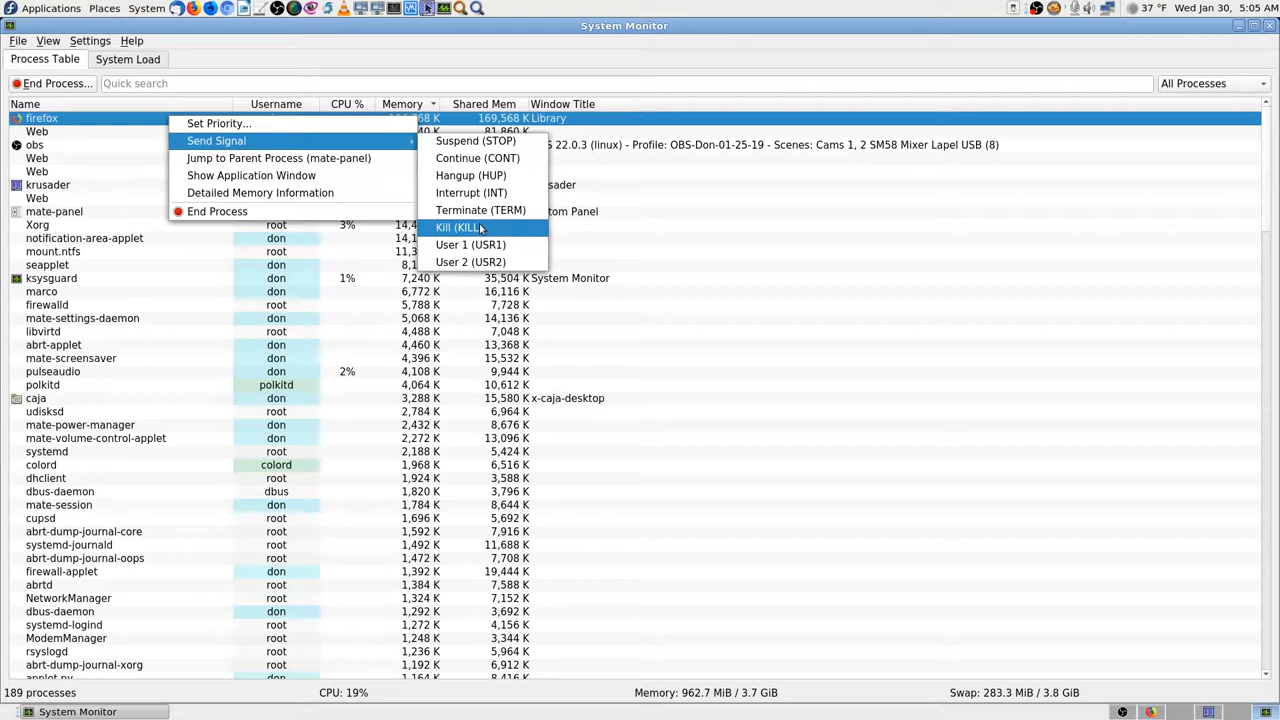 Applications Places System 37 °F Wed Jan 30, 5:05 AM
System Monitor
File View Settings Help
Process Table System Load
End Process... Quick search All Processes
Name Username CPU % Memory Shared Mem Window Title
firefox 169,568 K Library
Web 81,860
obs OBS 22.0.3 (linux) - Profile: OBS-Don-01-25-19 - Scenes: Cams 1, 2 SM58 Mixer Lapel USB (8)
Web
Web
krusader
Web
mate-panel tom Panel
Xorg 3% 14,4
notification-area-applet 14,1
mount.ntfs 11,3
seapplet don 8,1
ksysguard don 1% 7,240 K 35,504 K System Monitor
marco don 6,772 K 16,116 K
firewalld root 5,788 K 7,728 K
mate-settings-daemon don 5,068 K 14,136 K
libvirtd root 4,488 K 7,048 K
abrt-applet don 4,460 K 13,368 K
mate-screensaver don 4,396 K 15,532 K
pulseaudio don 2% 4,108 K 8,944 K
polkitd polkitd 4,064 K 10,612 K
caja don 3,288 K 15,580 K x-caja-desktop
udisksd root 2,784 K 6,964 K
mate-power-manager don 2,432 K 8,676 K
mate-volume-control-applet don 2,272 K 13,096 K
systemd root 2,188 K 5,424 K
colord colord 1,968 K 6,516 K
dhclient root 1,924 K 3,588 K
dbus-daemon dbus 1,820 K 3,796 K
mate-session don 1,784 K 8,644 K
cupsd root 1,696 K 5,692 K
abrt-dump-journal-core root 1,592 K 7,916 K
systemd-journald root 1,492 K 11,688 K
abrt-dump-journal-oops root 1,472 K 7,708 K
firewall-applet don 1,392 K 19,444 K
abrtd root 1,384 K 7,588 K
NetworkManager root 1,324 K 7,152 K
dbus-daemon don 1,292 K 3,292 K
systemd-logind root 1,272 K 4,156 K
ModemManager root 1,248 K 3,344 K
rsyslogd root 1,236 K 5,964 K
abrt-dump-journal-xorg root 1,192 K 6,912 K
applet.py don 1,164 K 8,416 K
Set Priority...
Send Signal
Jump to Parent Process (mate-panel)
Show Application Window
Detailed Memory Information
End Process
Suspend (STOP)
Continue (CONT)
Hangup (HUP)
Interrupt (INT)
Terminate (TERM)
Kill (KILL)
User 1 (USR1)
User 2 (USR2)
189 processes CPU: 19% Memory: 962.7 MiB / 3.7 GiB Swap: 283.3 MiB / 3.8 GiB
System Monitor